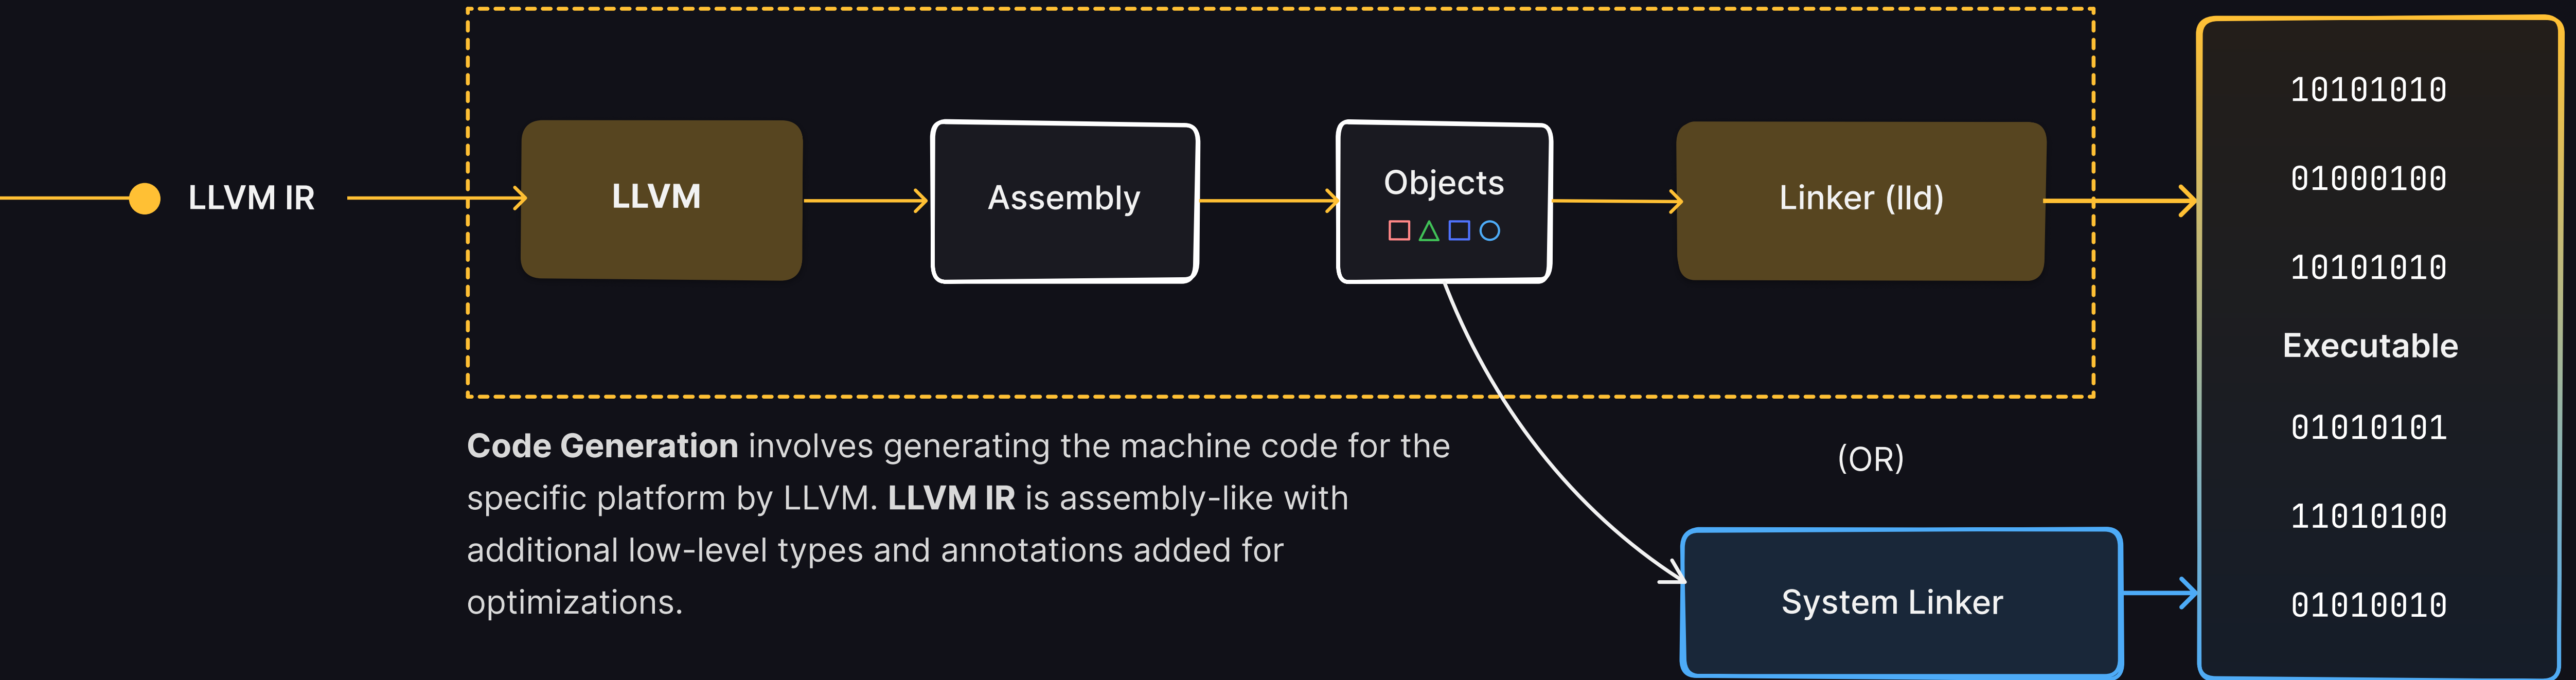 LLVM IR
LLVM
Assembly
Objects
Linker (lld)
Code Generation involves generating the machine code for the
specific platform by LLVM. LLVM IR is assembly-like with
additional low-level types and annotations added for
optimizations.
(OR)
System Linker
10101010
01000100
10101010
Executable
01010101
11010100
01010010